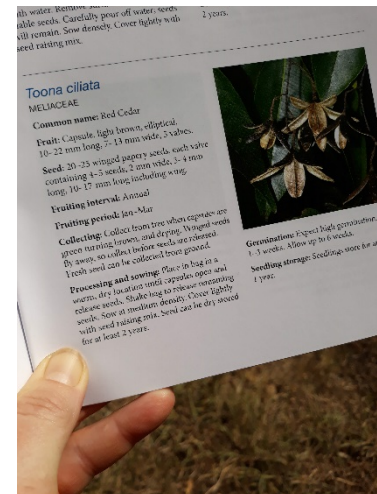 with water. Remove
able seeds. Carefully pour off water, seeds
will remain. Sow densely. Cover lightly with
seed raising mix.
2 years.
Toona ciliata
MELIACEAE
Common name: Red Cedar
Fruit: Capsule, light brown, elliptical,
10- 22 mm long, 7- 13 mm wide, 5 valves.
Seed: 20 -25 winged papery seeds, each valve
containing 4- 5 seeds, 2 mm wide, 3- 4 mm
long, 10- 17 mm long including wing.
Fruiting interval: Annual
Fruiting period: Jan-Mar
Collecting: Collect from tree when capsules are
green turning brown, and drying. Winged seeds
fly away, so collect before seeds are released.
Fresh seed can be collected from ground.
Processing and sowing: Place in bag in a
warm, dry location until capsules open and
release seeds. Shake bag to release remaining
seeds. Sow at medium density. Cover lightly
with seed raising mix. Seed can be dry stored
for at least 2 years.
Germination: Expect high germination,
weeks. Allow up to 6 weeks.
Seedling storage: Seedlings store for
1 year.